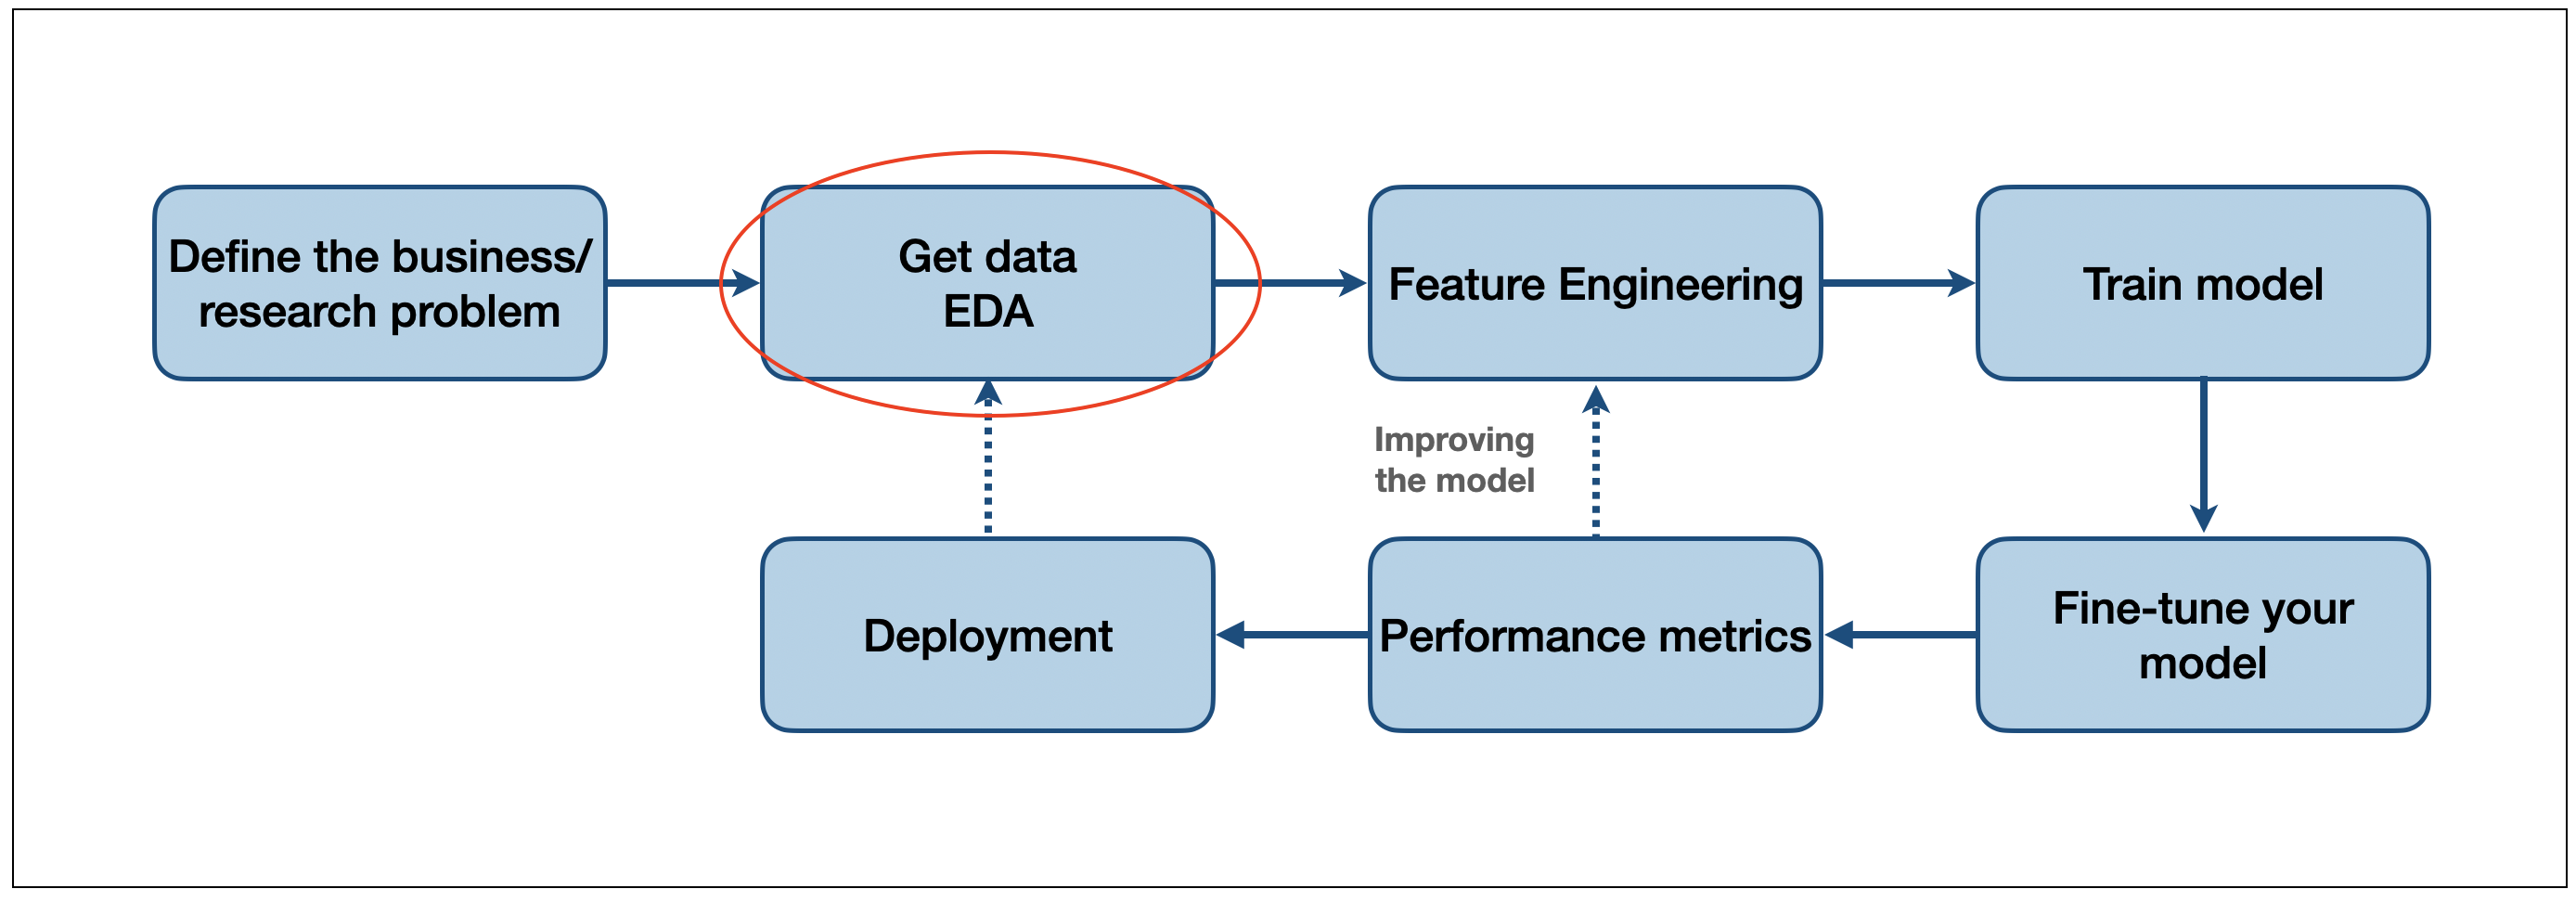 Define the business/
research problem
Get data
EDA
Feature Engineering
Train model
Improving
the model
Deployment
Performance metrics
Fine-tune your
model